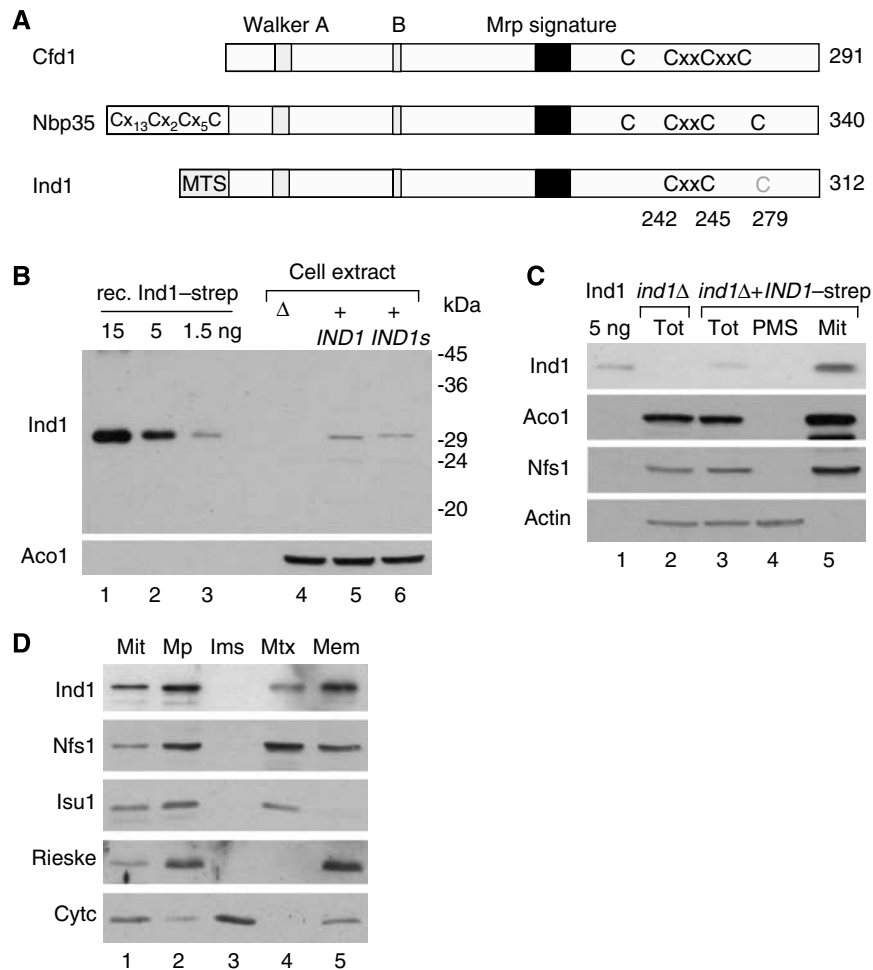 A
Walker A B Mrp signature
Cfd1 C CxxCxxC 291
Nbp35 Cx13Cx2Cx5C C CxxC C 340
Ind1 MTS CxxC C 312
242 245 279
B
Cell extract
rec. Ind1–strep
Δ + +
kDa
15 5 1.5 ng IND1 IND1s
-45
-36
Ind1
-29
-24
-20
Aco1
1 2 3 4 5 6
C
Ind1 ind1Δ ind1Δ+IND1–strep
5 ng Tot Tot PMS Mit
Ind1
Aco1
Nfs1
Actin
1 2 3 4 5
D
Mit Mp Ims Mtx Mem
Ind1
Nfs1
Isu1
Rieske
Cytc
1 2 3 4 5